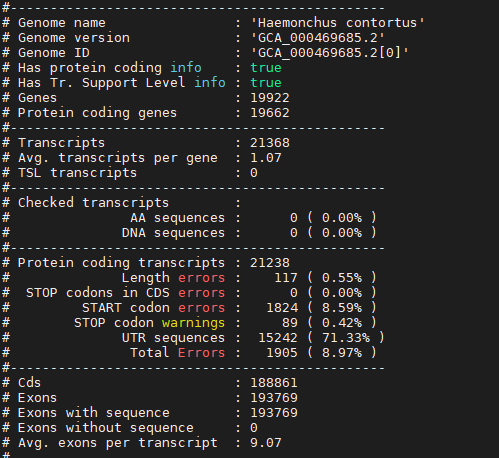 #-----------------------------------------------
# Genome name                : 'Haemonchus contortus'
# Genome version             : 'GCA_000469685.2'
# Genome ID                  : 'GCA_000469685.2[0]'
# Has protein coding info    : true
# Has Tr. Support Level info : true
# Genes                      : 19922
# Protein coding genes       : 19662
#-----------------------------------------------
# Transcripts                : 21368
# Avg. transcripts per gene  : 1.07
# TSL transcripts            : 0
#-----------------------------------------------
# Checked transcripts        :
#               AA sequences :      0 ( 0.00% )
#              DNA sequences :      0 ( 0.00% )
#-----------------------------------------------
# Protein coding transcripts : 21238
#              Length errors :    117 ( 0.55% )
#  STOP codons in CDS errors :      0 ( 0.00% )
#         START codon errors :   1824 ( 8.59% )
#        STOP codon warnings :     89 ( 0.42% )
#              UTR sequences :  15242 ( 71.33% )
#               Total Errors :   1905 ( 8.97% )
#-----------------------------------------------
# Cds                        : 188861
# Exons                      : 193769
# Exons with sequence        : 193769
# Exons without sequence     : 0
# Avg. exons per transcript  : 9.07
#